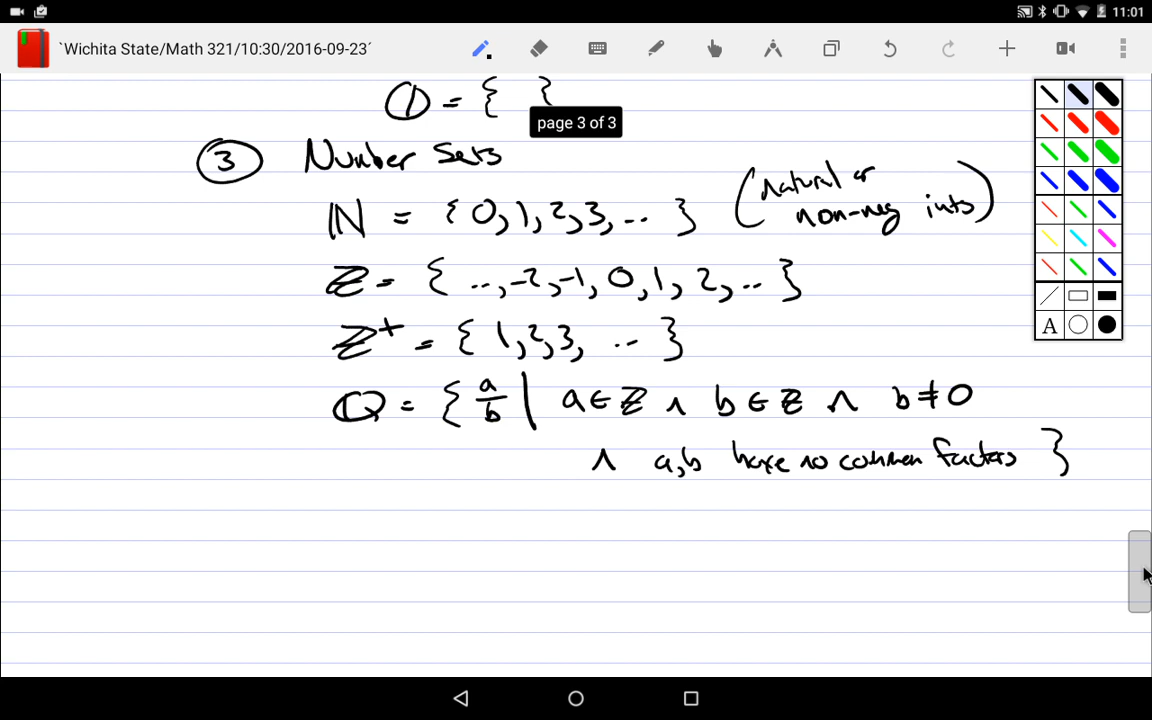 11:01
`Wichita State/Math 321/10:30/2016-09-23´
∅ = { }
page 3 of 3
③ Number Sets
ℕ = { 0, 1, 2, 3, ... } (natural or non-neg ints)
ℤ = { ..., -2, -1, 0, 1, 2, ... }
ℤ⁺ = { 1, 2, 3, ... }
ℚ = { a/b | a ∈ ℤ ∧ b ∈ ℤ ∧ b ≠ 0
∧ a,b have no common factors }
A